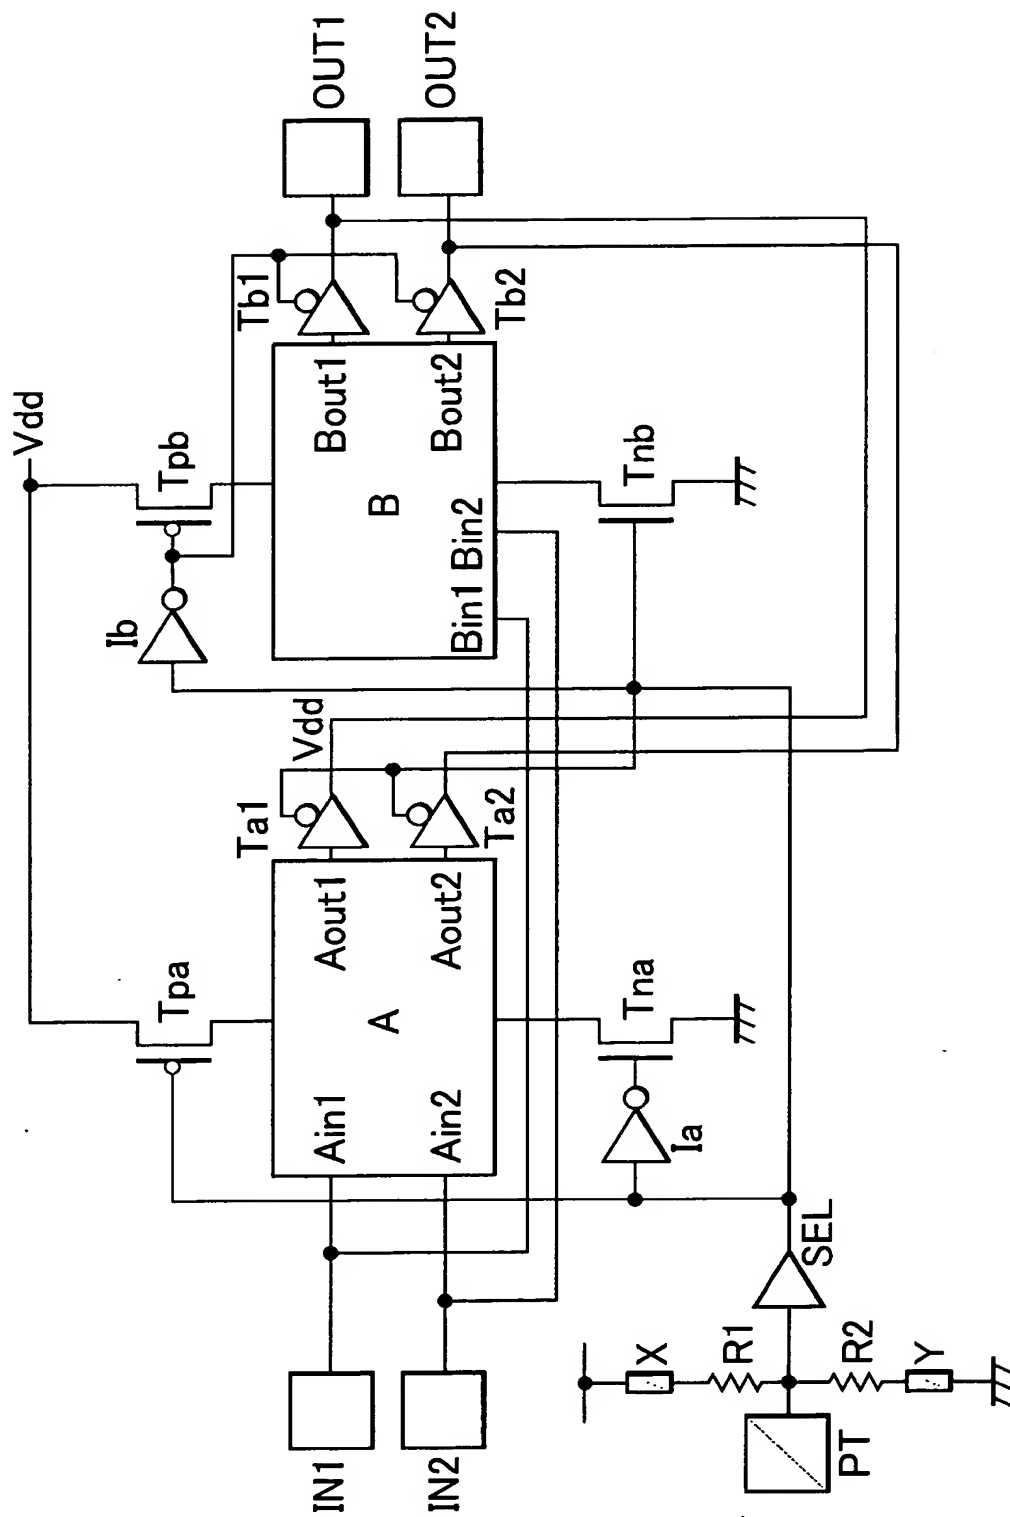 Vdd
Tpa
Tpb
Ib
IN1
IN2
Ain1
Ain2
A
Aout1
Aout2
Ta1
Ta2
Vdd
B
Bin1
Bin2
Bout1
Bout2
Tb1
Tb2
OUT1
OUT2
Ia
Tna
Tnb
PT
X
R1
R2
Y
SEL